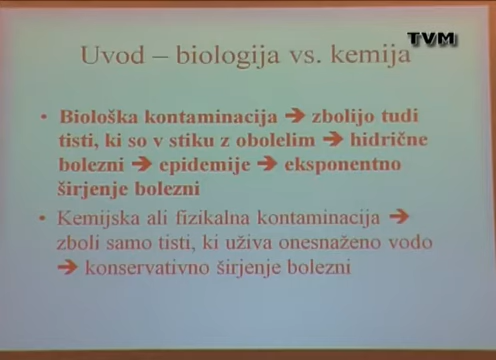 TVM
Uvod – biologija vs. kemija
• Biološka kontaminacija ➔ zbolijo tudi
tisti, ki so v stiku z obolelim ➔ hidrične
bolezni ➔ epidemije ➔ eksponentno
širjenje bolezni
• Kemijska ali fizikalna kontaminacija ➔
zboli samo tisti, ki uživa onesnaženo vodo
➔ konservativno širjenje bolezni